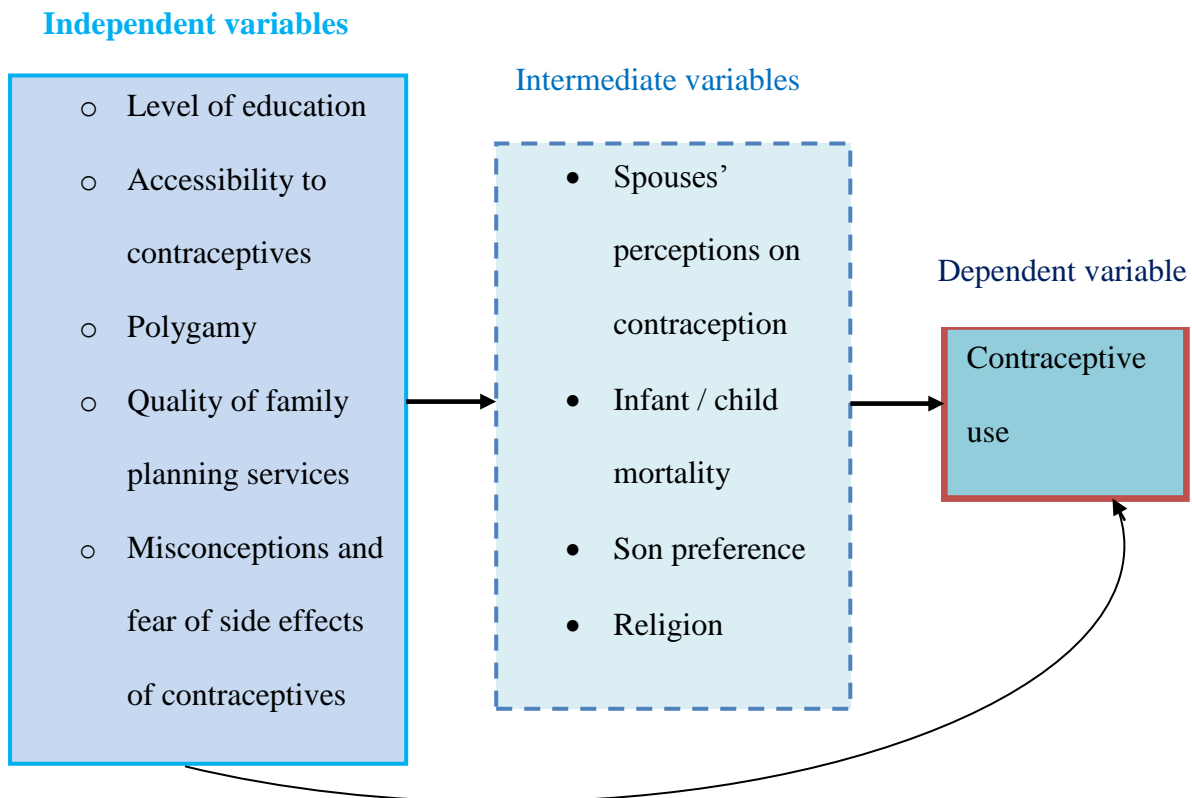 Independent variables
o Level of education
o Accessibility to
contraceptives
o Polygamy
o Quality of family
planning services
o Misconceptions and
fear of side effects
of contraceptives
Intermediate variables
• Spouses’
perceptions on
contraception
• Infant / child
mortality
• Son preference
• Religion
Dependent variable
Contraceptive
use